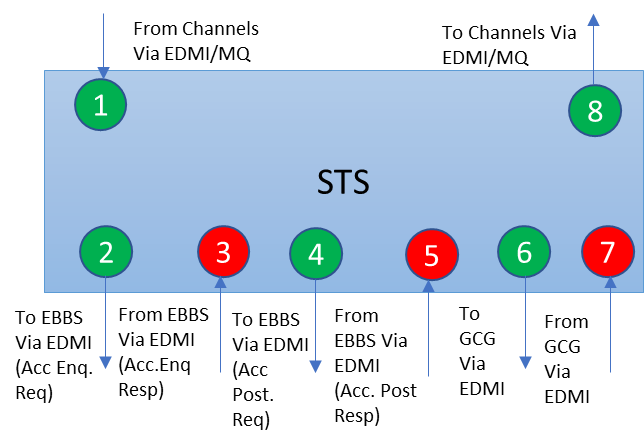 From Channels
Via EDMI/MQ
To Channels Via
EDMI/MQ
1
8
STS
2
3
4
5
6
7
To EBBS
Via EDMI
(Acc Enq.
Req)
From EBBS
Via EDMI
(Acc.Enq
Resp)
To EBBS
Via EDMI
(Acc
Post.
Req)
From
EBBS Via
EDMI
(Acc. Post
Resp)
To
GCG
Via
EDMI
From
GCG
Via
EDMI